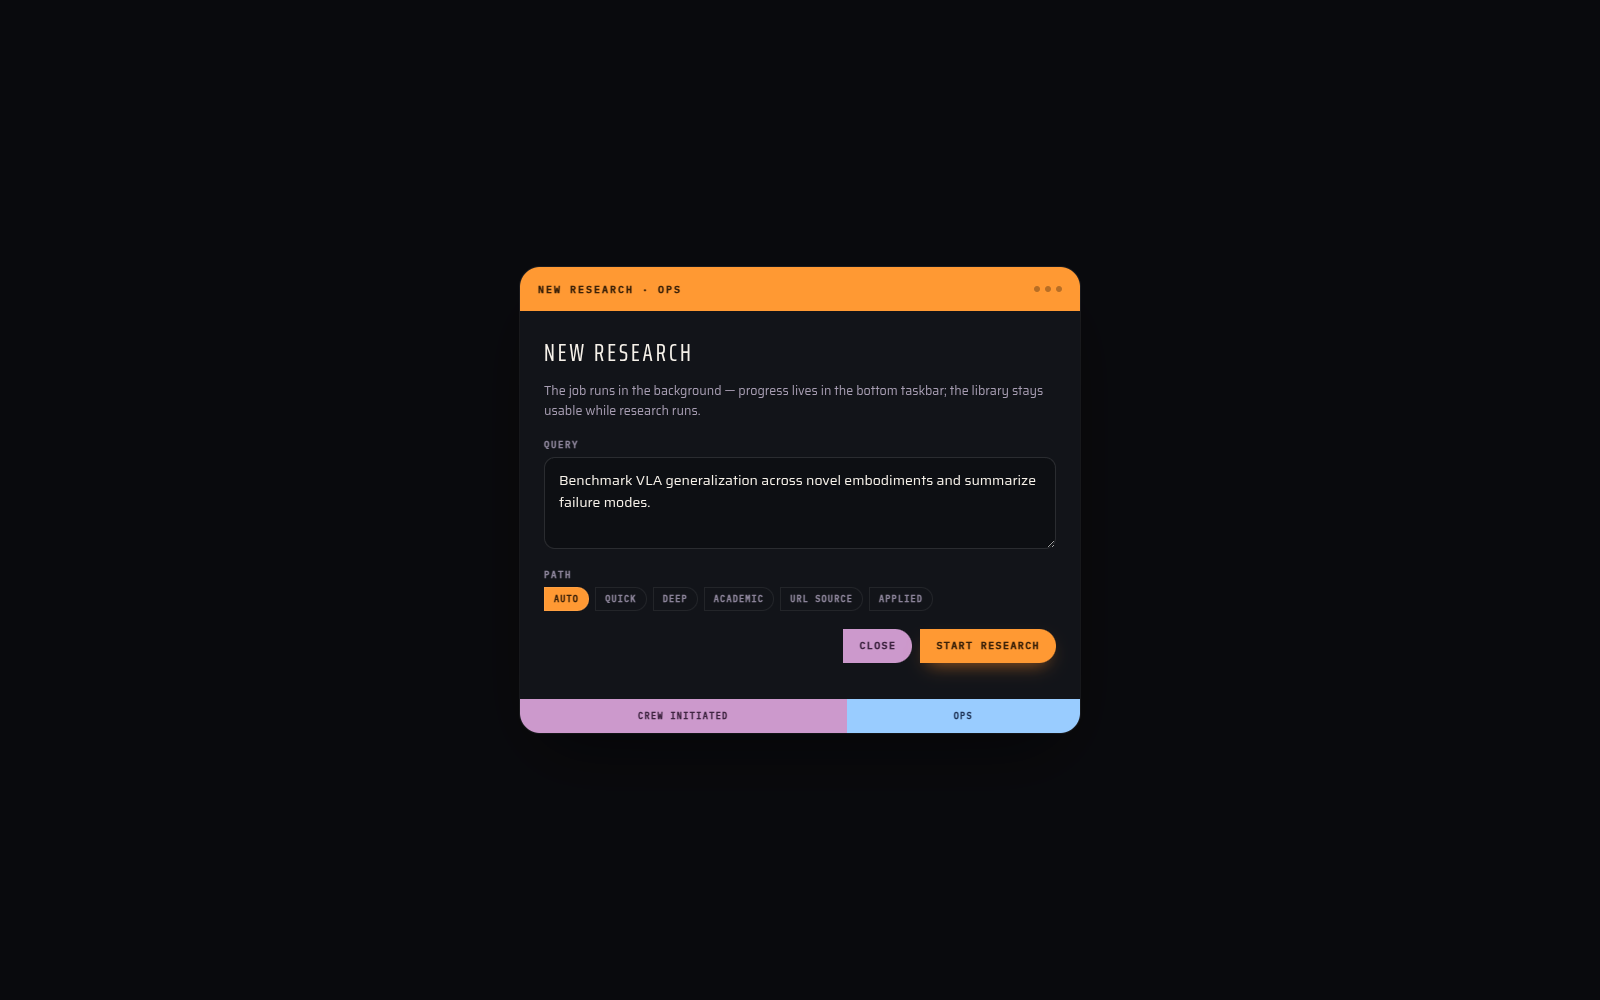 NEW RESEARCH · OPS
NEW RESEARCH
The job runs in the background — progress lives in the bottom taskbar; the library stays
usable while research runs.
QUERY
Benchmark VLA generalization across novel embodiments and summarize
failure modes.
PATH
AUTO QUICK DEEP ACADEMIC URL SOURCE APPLIED
CLOSE START RESEARCH
CREW INITIATED OPS